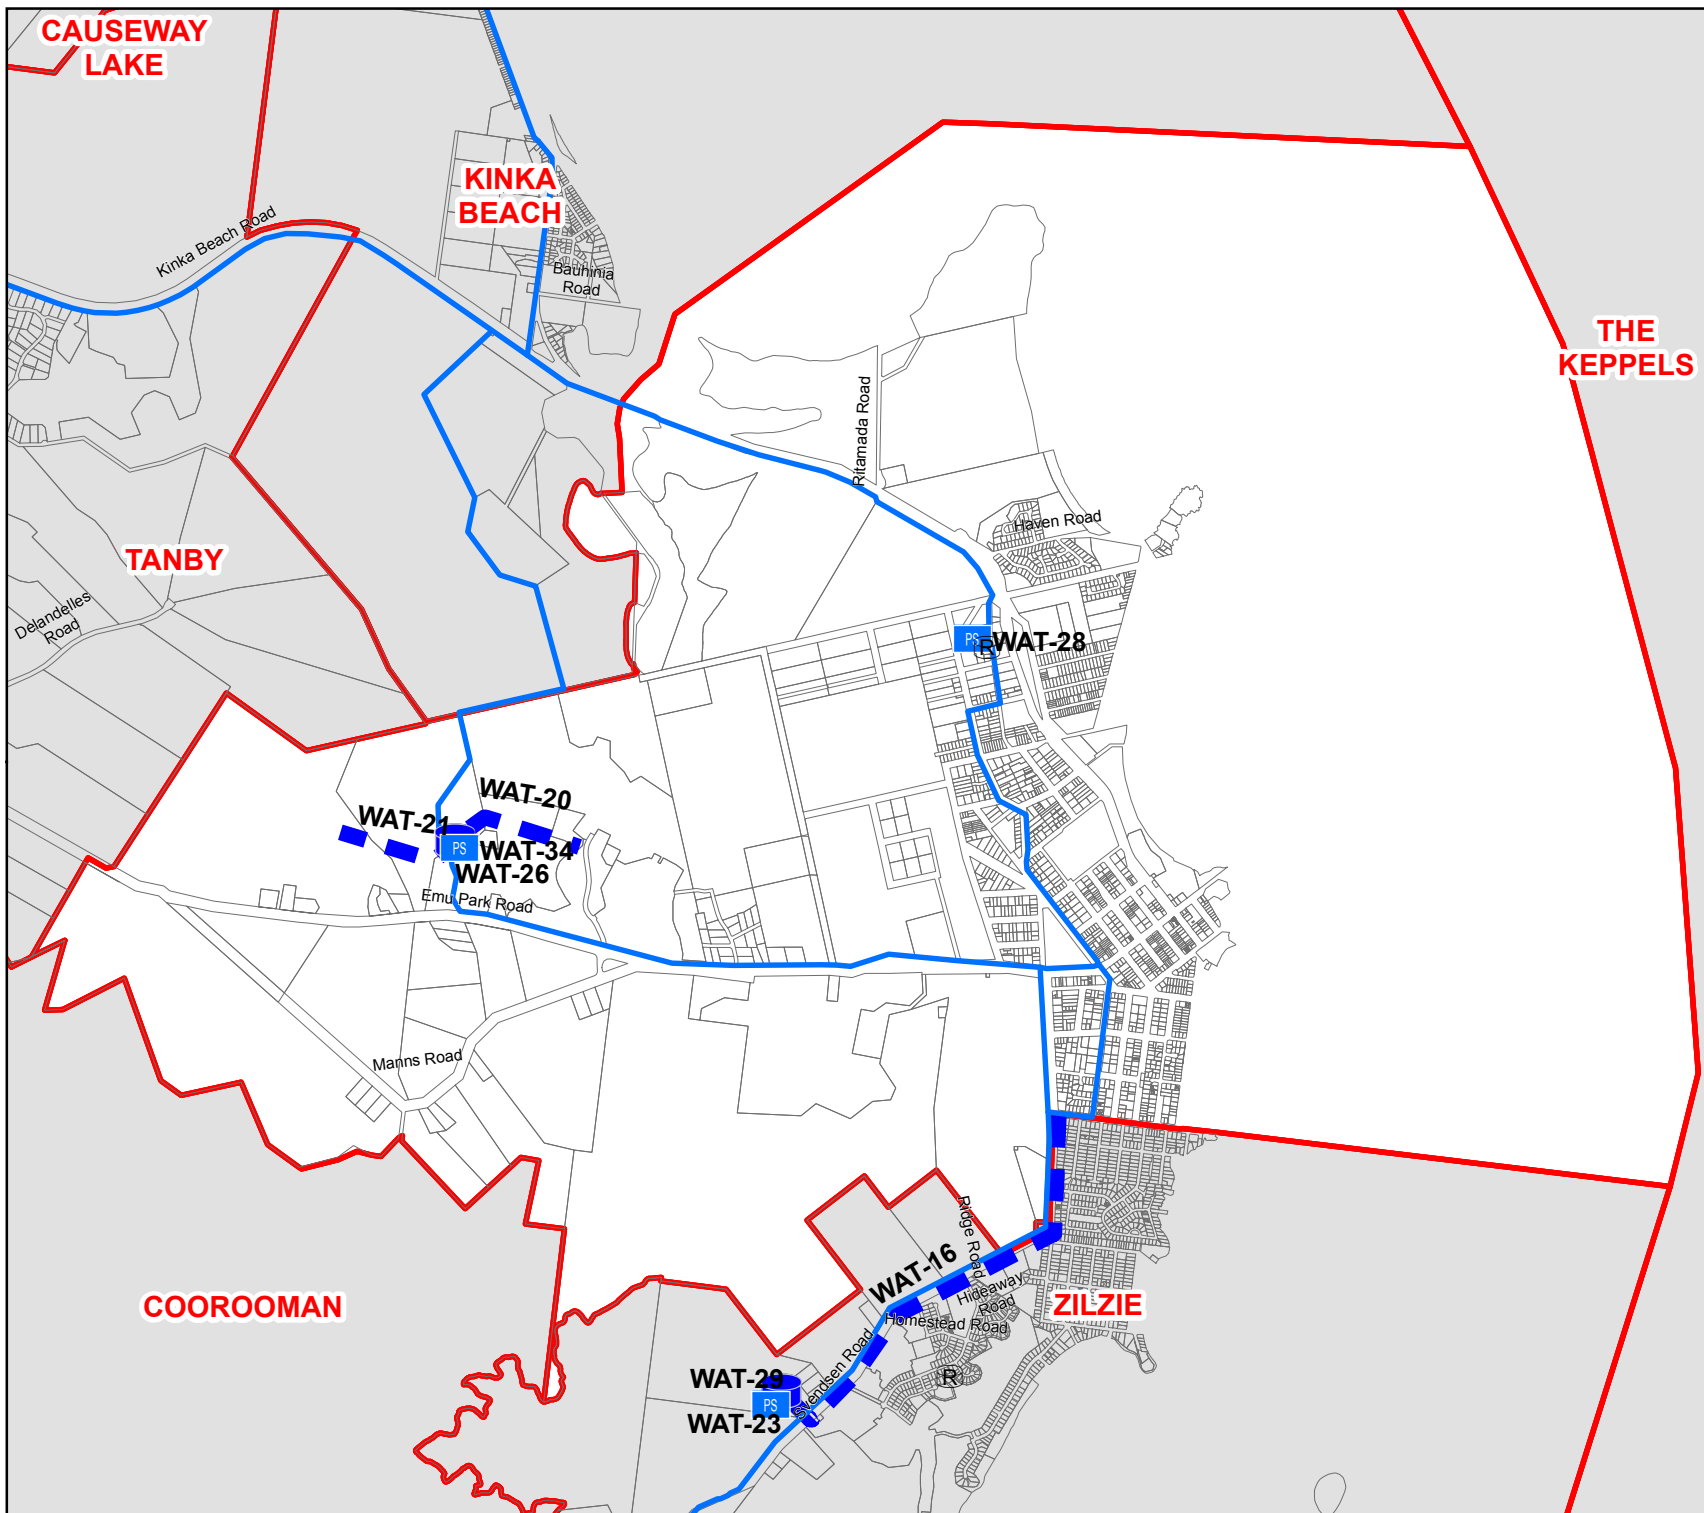 CAUSEWAY
LAKE
KINKA
BEACH
Kinka Beach Road
Bauhinia
Road
THE
KEPPELS
Ritamada Road
Haven Road
TANBY
Delandelles
Road
PS
R
WAT-28
WAT-20
WAT-21
PS
WAT-34
WAT-26
Emu Park Road
Manns Road
Ridge Road
WAT-16
Hideaway
Road
COOROOMAN
ZILZIE
Homestead Road
Svendsen Road
WAT-29
R
PS
WAT-23